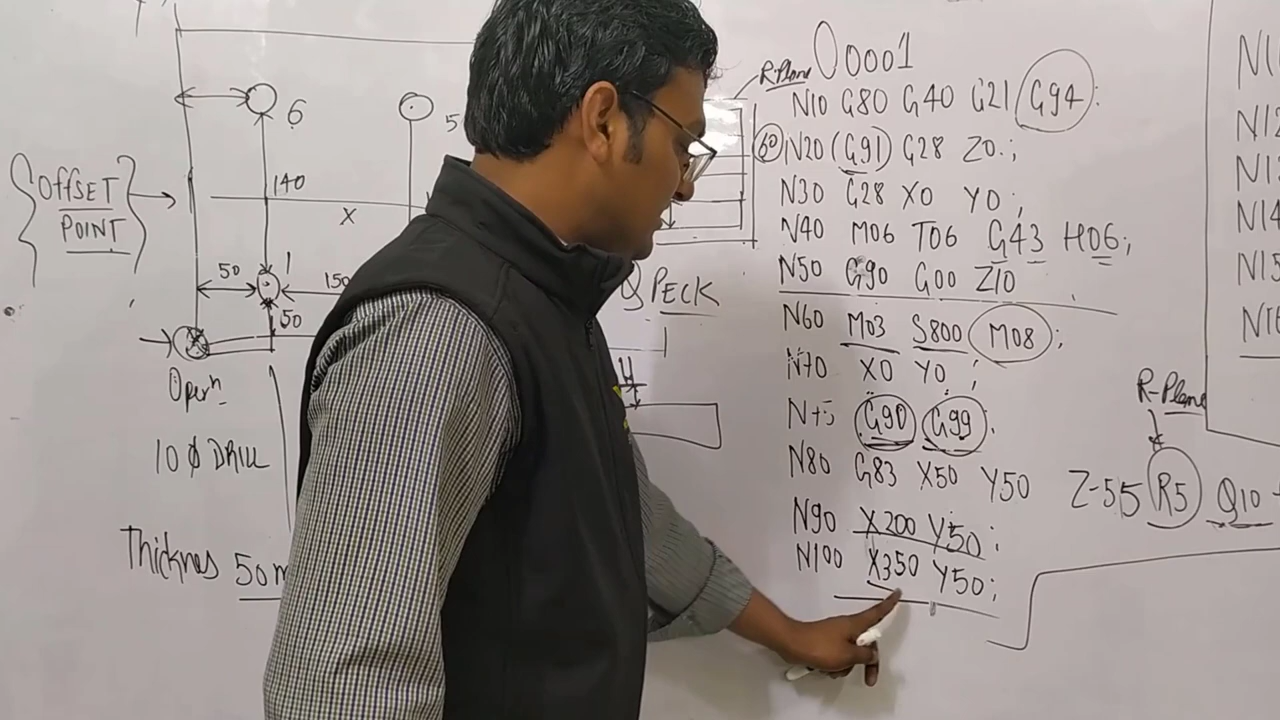 6
5
140
X
{ OFFSET
POINT }
50
1
150
50
Oper^n
10 ϕ DRILL
Thicknes 50
Q PECK
R-Plane
O0001
N10 G80 G40 G21 G94;
N20 (G91) G28 Z0.;
N30 G28 X0 Y0;
N40 M06 T06 G43 H06;
N50 G90 G00 Z10
N60 M03 S800 M08;
N70 X0 Y0;
N75 G90 G99;
N80 G83 X50 Y50 Z-55 R5 Q10
R-Plane
N90 X200 Y50;
N100 X350 Y50;